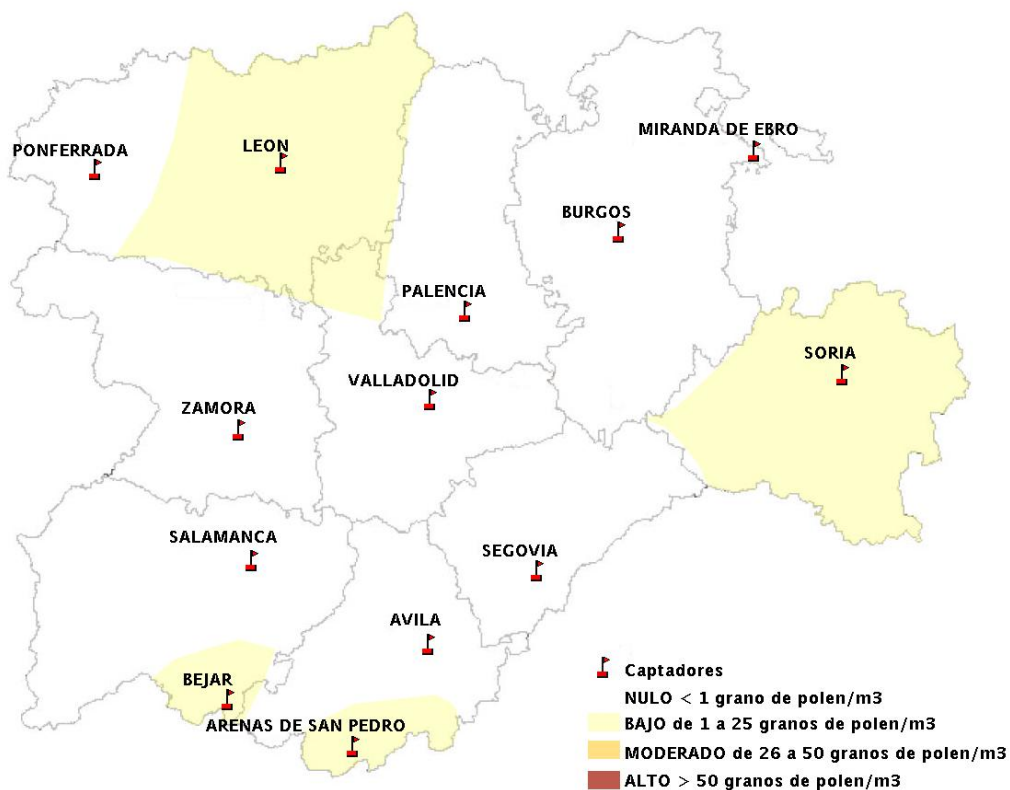 MIRANDA DE EBRO
PONFERRADA
LEON
BURGOS
PALENCIA
SORIA
VALLADOLID
ZAMORA
SALAMANCA
SEGOVIA
AVILA
BEJAR
ARENAS DE SAN PEDRO
Captadores
NULO < 1 grano de polen/m3
BAJO de 1 a 25 granos de polen/m3
MODERADO de 26 a 50 granos de polen/m3
ALTO > 50 granos de polen/m3